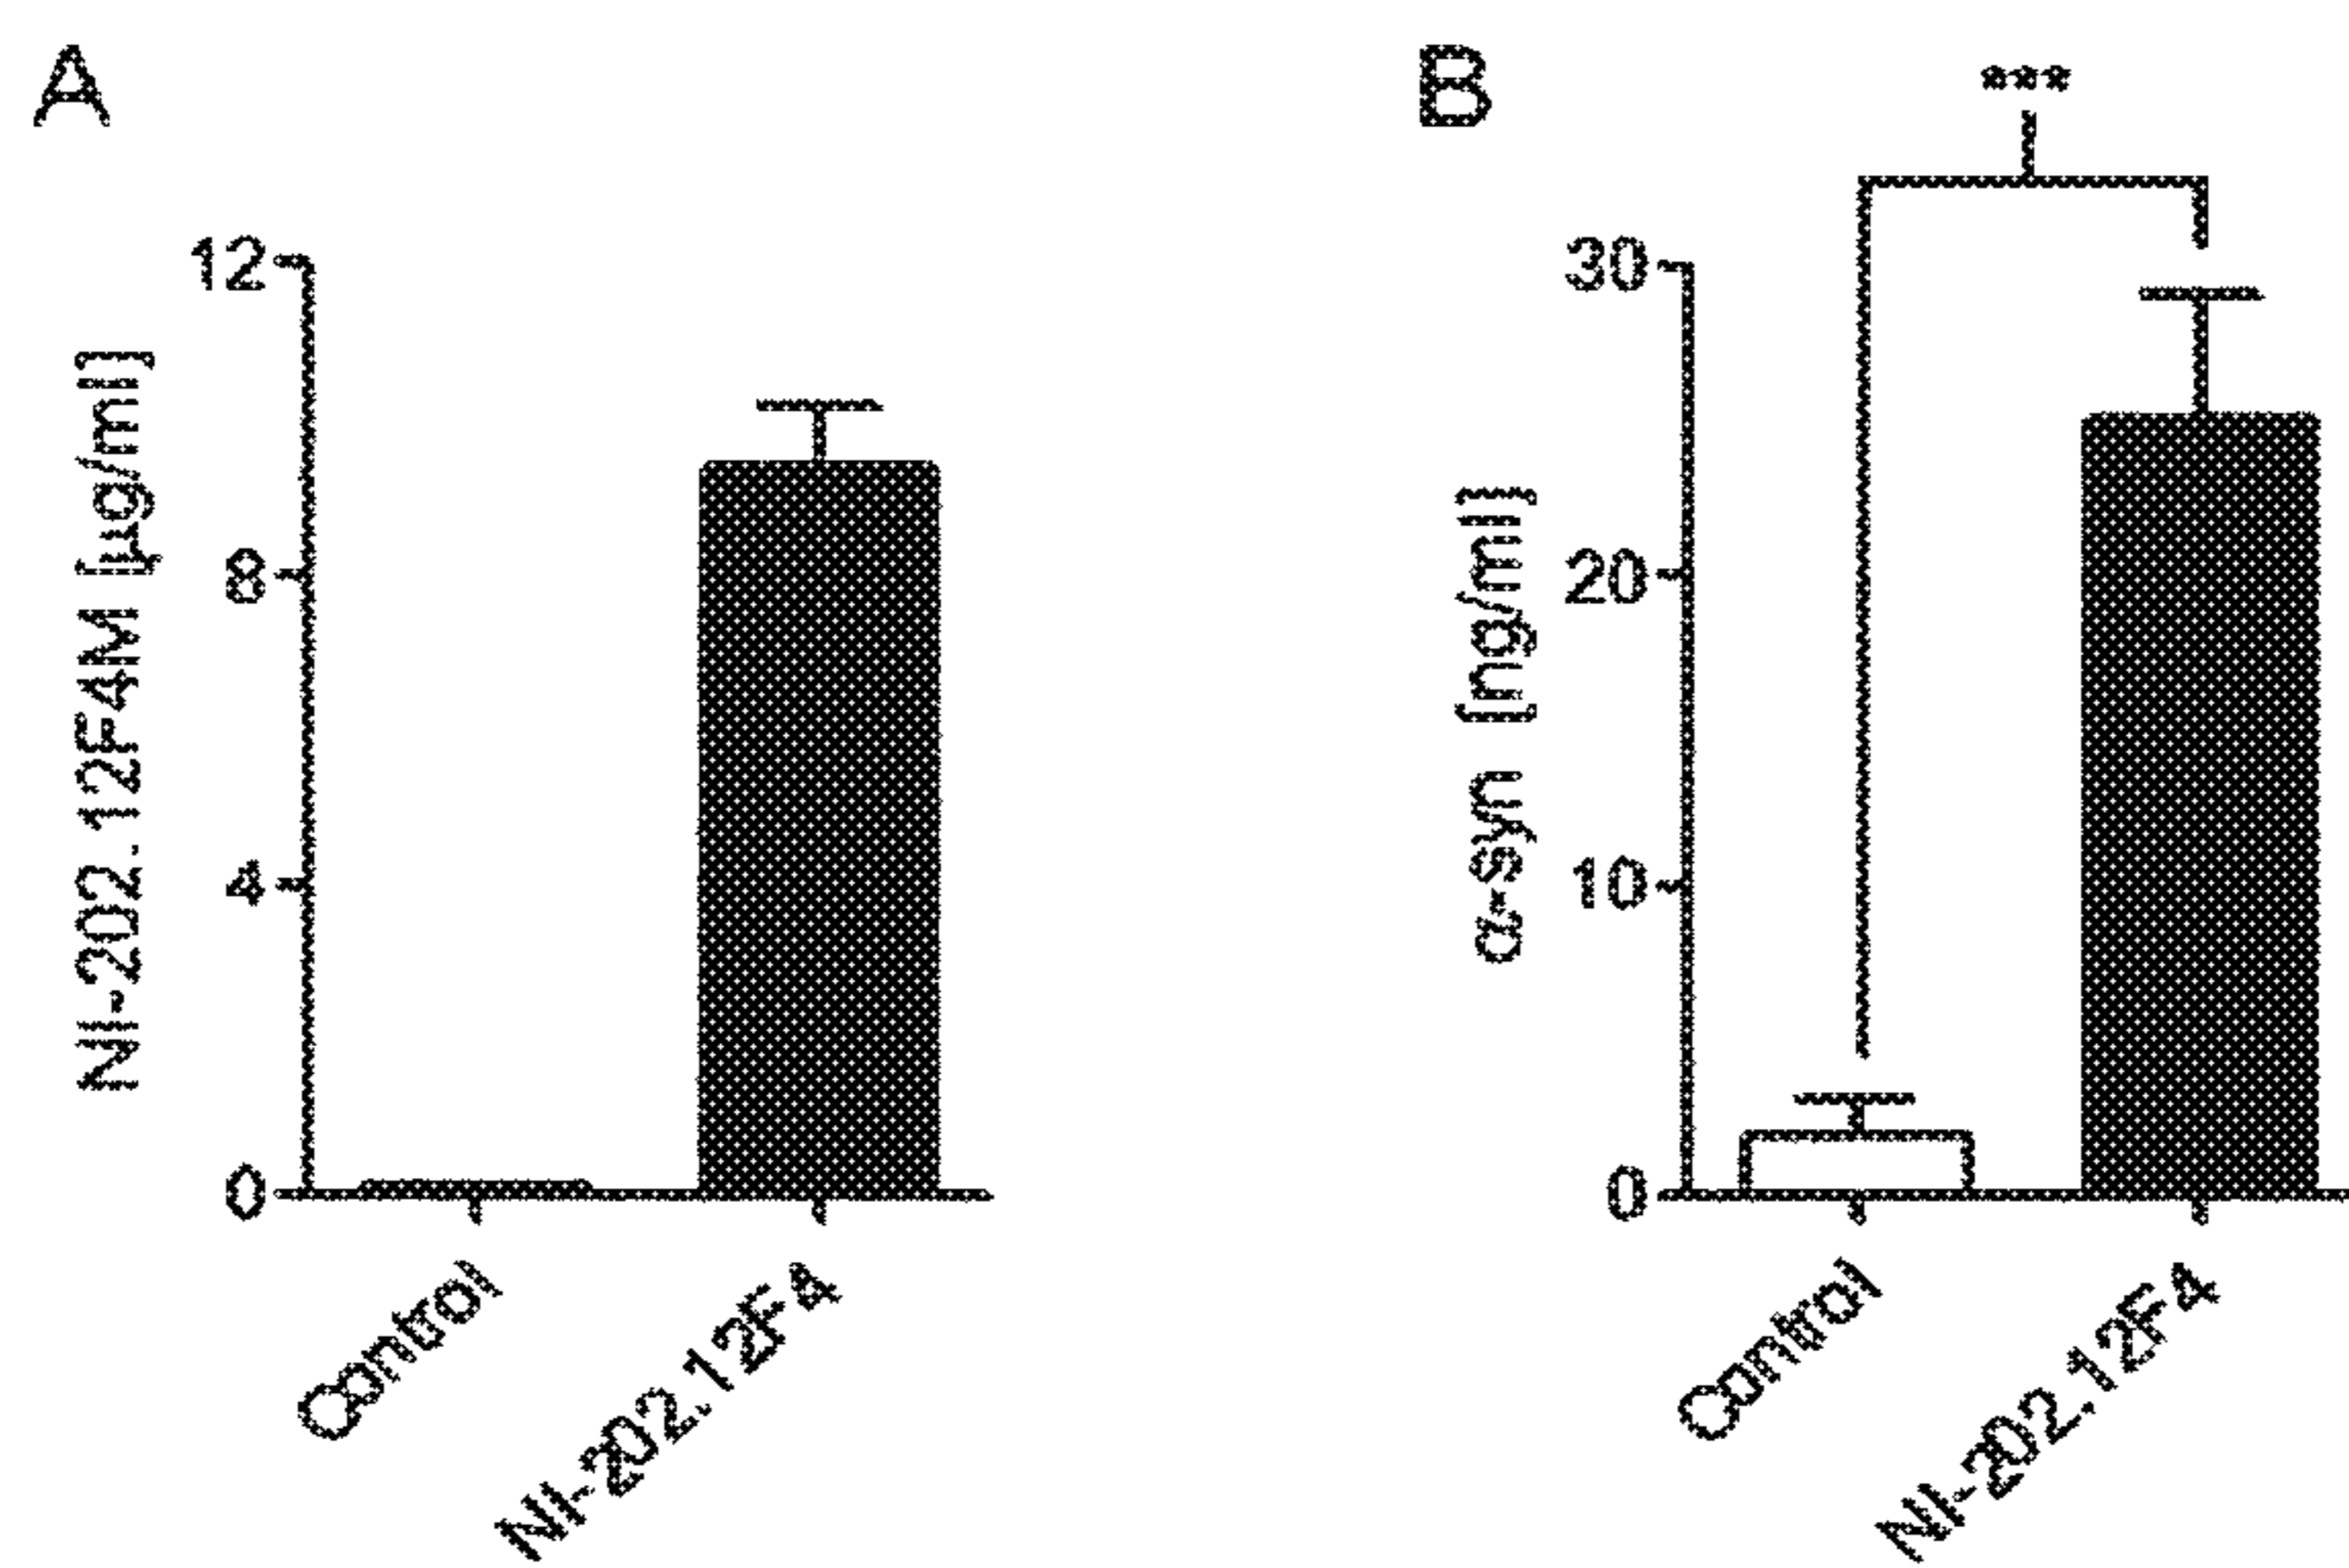 A
NI-202.12F4M [µg/ml]
12
8
4
0
Control
NI-202.12F4
B
***
α-syn [ng/ml]
30
20
10
0
Control
NI-202.12F4